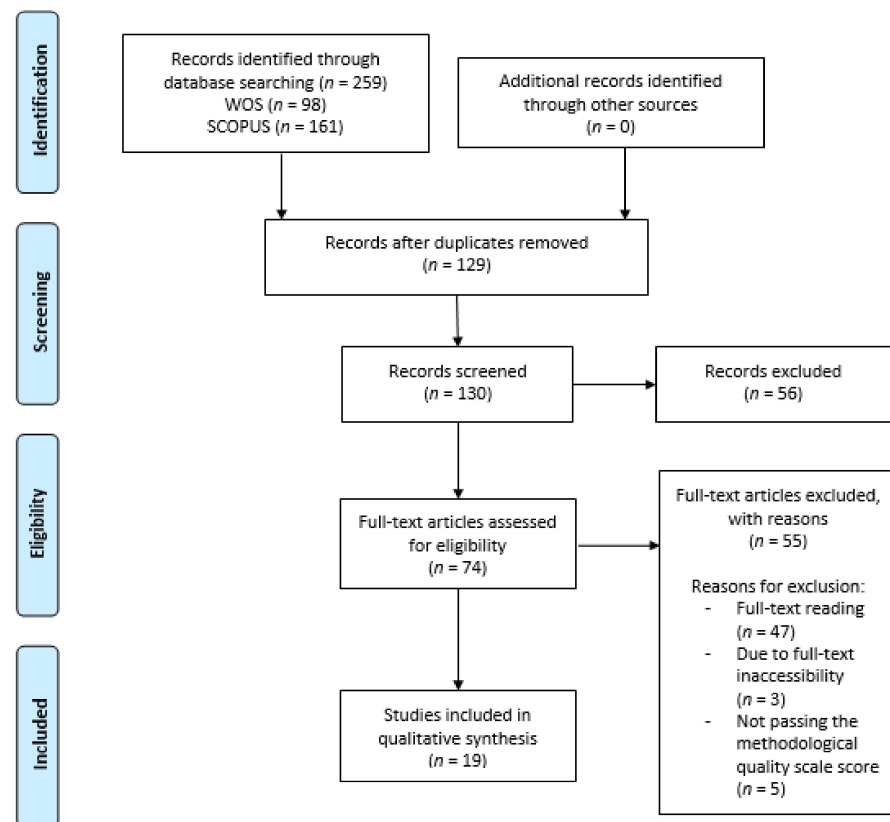 Identification
Records identified through
database searching (n = 259)
WOS (n = 98)
SCOPUS (n = 161)
Additional records identified
through other sources
(n = 0)
Screening
Records after duplicates removed
(n = 129)
Records screened
(n = 130)
Records excluded
(n = 56)
Eligibility
Full-text articles assessed
for eligibility
(n = 74)
Full-text articles excluded,
with reasons
(n = 55)
Reasons for exclusion:
- Full-text reading
(n = 47)
- Due to full-text
inaccessibility
(n = 3)
- Not passing the
methodological
quality scale score
(n = 5)
Included
Studies included in
qualitative synthesis
(n = 19)